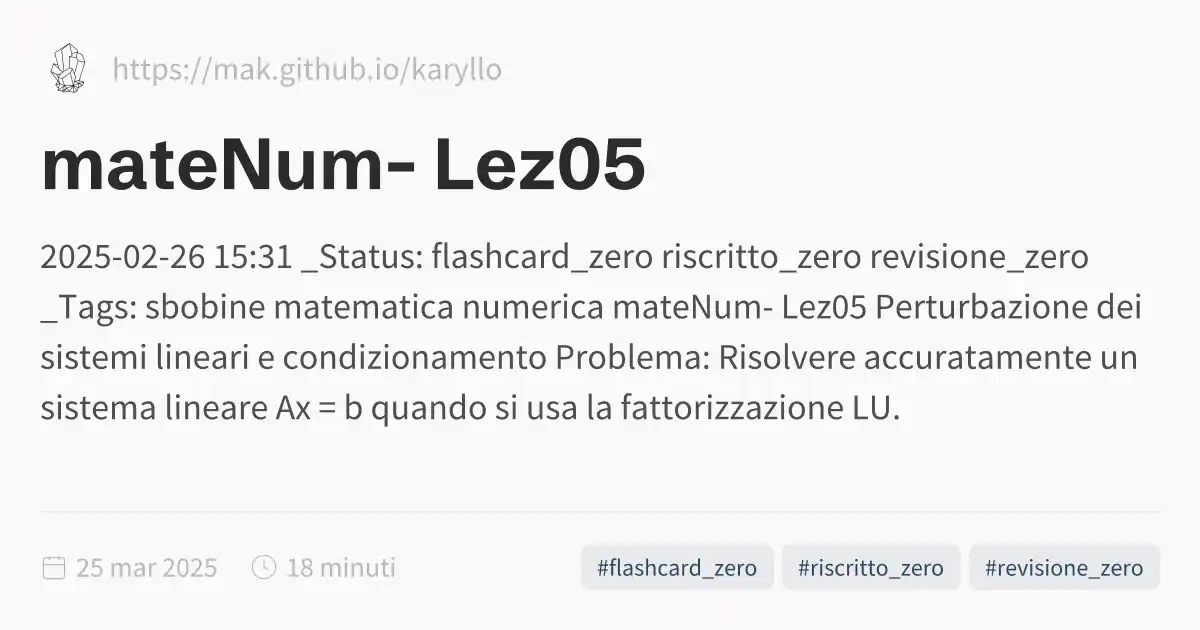 https://mak.github.io/karyllo
mateNum- Lez05
2025-02-26 15:31 _Status: flashcard_zero riscritto_zero revisione_zero
_Tags: sbobine matematica numerica mateNum- Lez05 Perturbazione dei
sistemi lineari e condizionamento Problema: Risolvere accuratamente un
sistema lineare Ax = b quando si usa la fattorizzazione LU.
25 mar 2025 18 minuti #flashcard_zero #riscritto_zero #revisione_zero